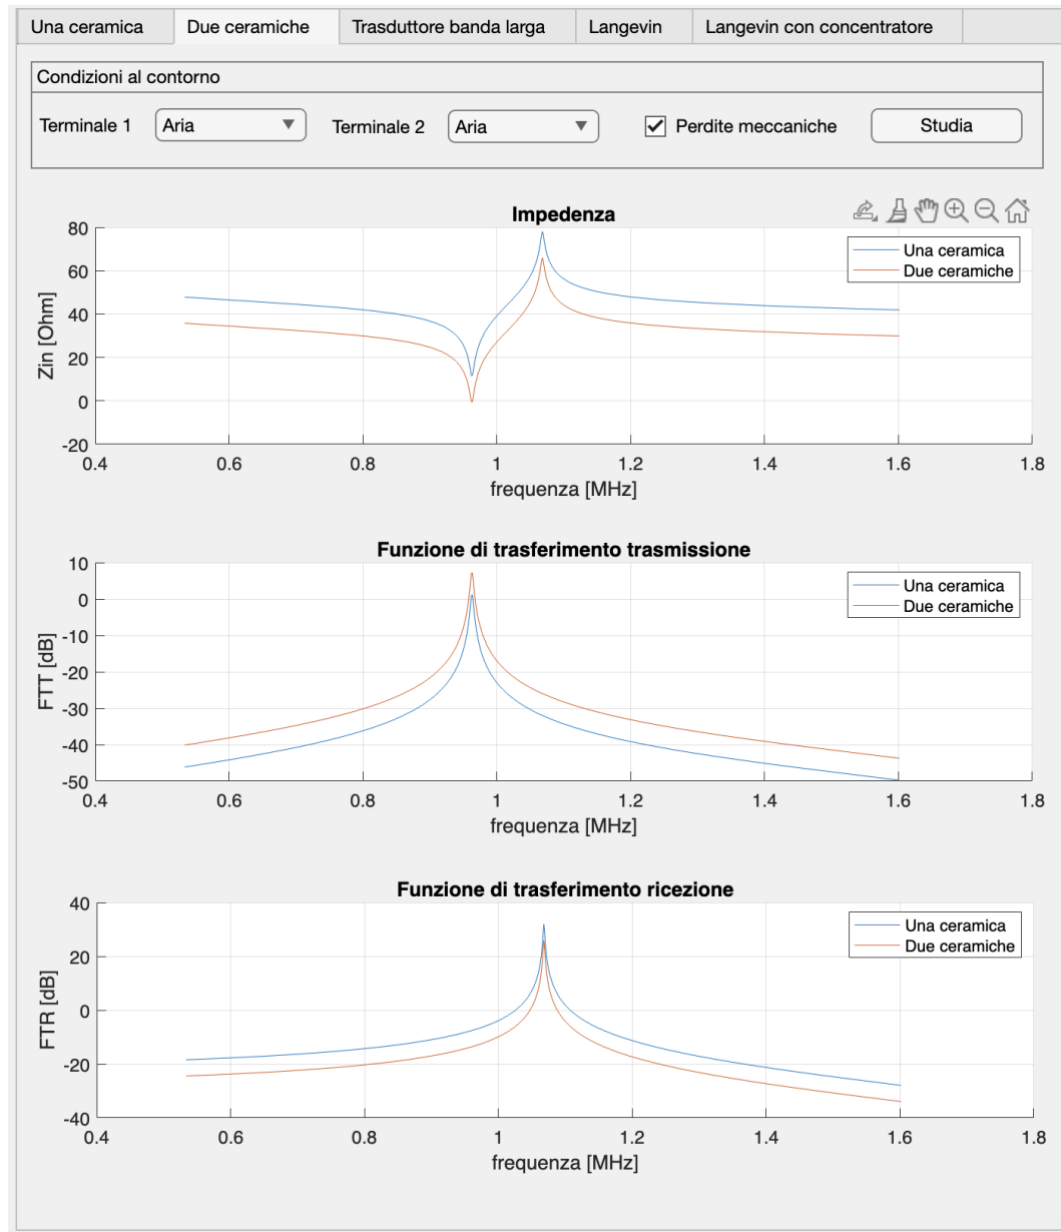 Una ceramica Due ceramiche Trasduttore banda larga Langevin Langevin con concentratore
Condizioni al contorno
Terminale 1 Aria Terminale 2 Aria Perdite meccaniche Studia
Impedenza
Una ceramica
Due ceramiche
80
60
40
20
0
-20
Zin [Ohm]
0.4 0.6 0.8 1 1.2 1.4 1.6 1.8
frequenza [MHz]
Funzione di trasferimento trasmissione
Una ceramica
Due ceramiche
10
0
-10
-20
-30
-40
-50
FTT [dB]
0.4 0.6 0.8 1 1.2 1.4 1.6 1.8
frequenza [MHz]
Funzione di trasferimento ricezione
Una ceramica
Due ceramiche
40
20
0
-20
-40
FTR [dB]
0.4 0.6 0.8 1 1.2 1.4 1.6 1.8
frequenza [MHz]